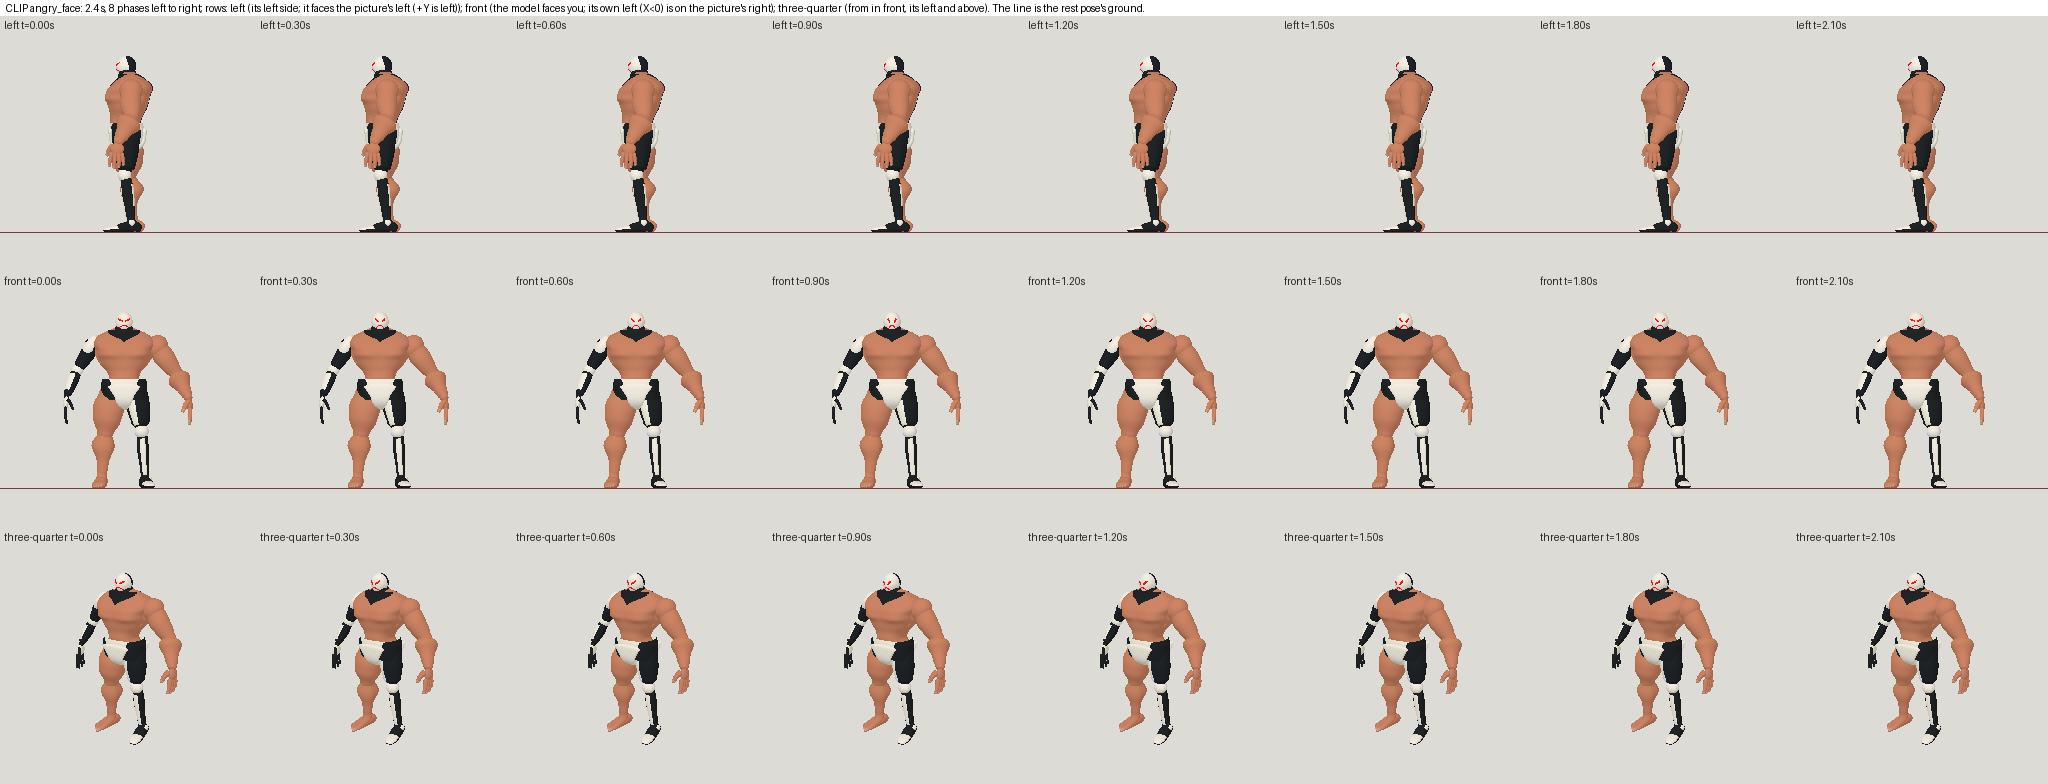 CLIP angry_face: 2.4s, 8 phases left to right; rows: left (its left side; it faces the picture's left (+Y is left)); front (the model faces you; its own left (X<0) is on the picture's right); three-quarter (from in front, its left and above). The line is the rest pose's ground.
left t=0.00s left t=0.30s left t=0.60s left t=0.90s left t=1.20s left t=1.50s left t=1.80s left t=2.10s
front t=0.00s front t=0.30s front t=0.60s front t=0.90s front t=1.20s front t=1.50s front t=1.80s front t=2.10s
three-quarter t=0.00s three-quarter t=0.30s three-quarter t=0.60s three-quarter t=0.90s three-quarter t=1.20s three-quarter t=1.50s three-quarter t=1.80s three-quarter t=2.10s